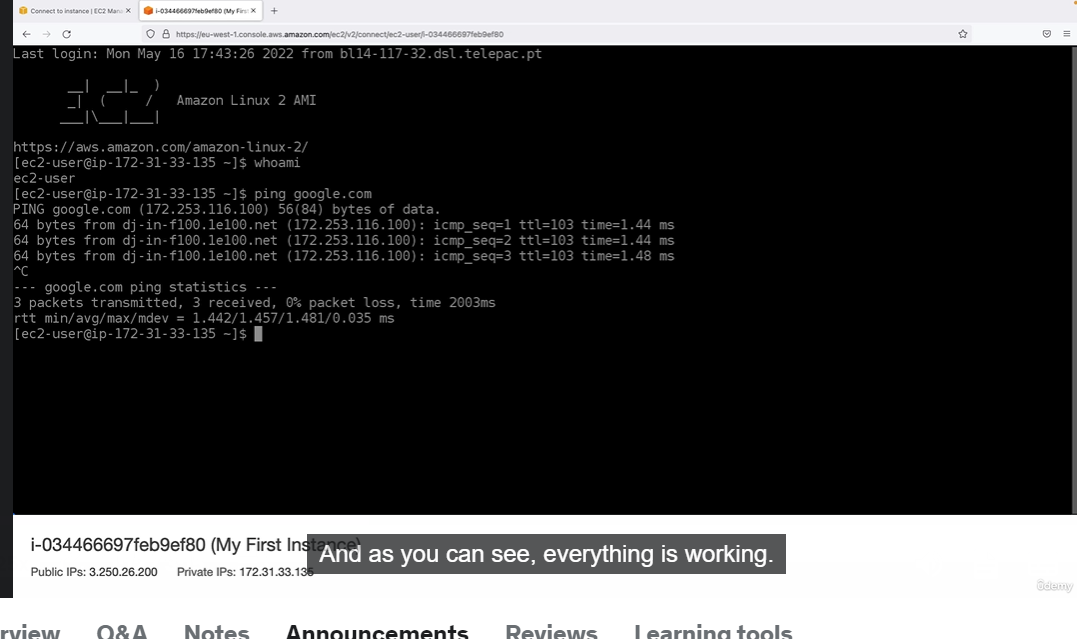 Connect to instance | EC2 Mana
i-034466697feb9ef80 (My First
https://eu-west-1.console.aws.amazon.com/ec2/v2/connect/ec2-user/i-034466697feb9ef80
Last login: Mon May 16 17:43:26 2022 from bl14-117-32.dsl.telepac.pt
__| __|_ )
_| ( /
___|\___|___|
Amazon Linux 2 AMI
https://aws.amazon.com/amazon-linux-2/
[ec2-user@ip-172-31-33-135 ~]$ whoami
ec2-user
[ec2-user@ip-172-31-33-135 ~]$ ping google.com
PING google.com (172.253.116.100) 56(84) bytes of data.
64 bytes from dj-in-f100.1e100.net (172.253.116.100): icmp_seq=1 ttl=103 time=1.44 ms
64 bytes from dj-in-f100.1e100.net (172.253.116.100): icmp_seq=2 ttl=103 time=1.44 ms
64 bytes from dj-in-f100.1e100.net (172.253.116.100): icmp_seq=3 ttl=103 time=1.48 ms
^C
--- google.com ping statistics ---
3 packets transmitted, 3 received, 0% packet loss, time 2003ms
rtt min/avg/max/mdev = 1.442/1.457/1.481/0.035 ms
[ec2-user@ip-172-31-33-135 ~]$
i-034466697feb9ef80 (My First Instance)
And as you can see, everything is working.
Public IPs: 3.250.26.200 Private IPs: 172.31.33.135
ûdemy
rview Q&A Notes Announcements Reviews Learning tools